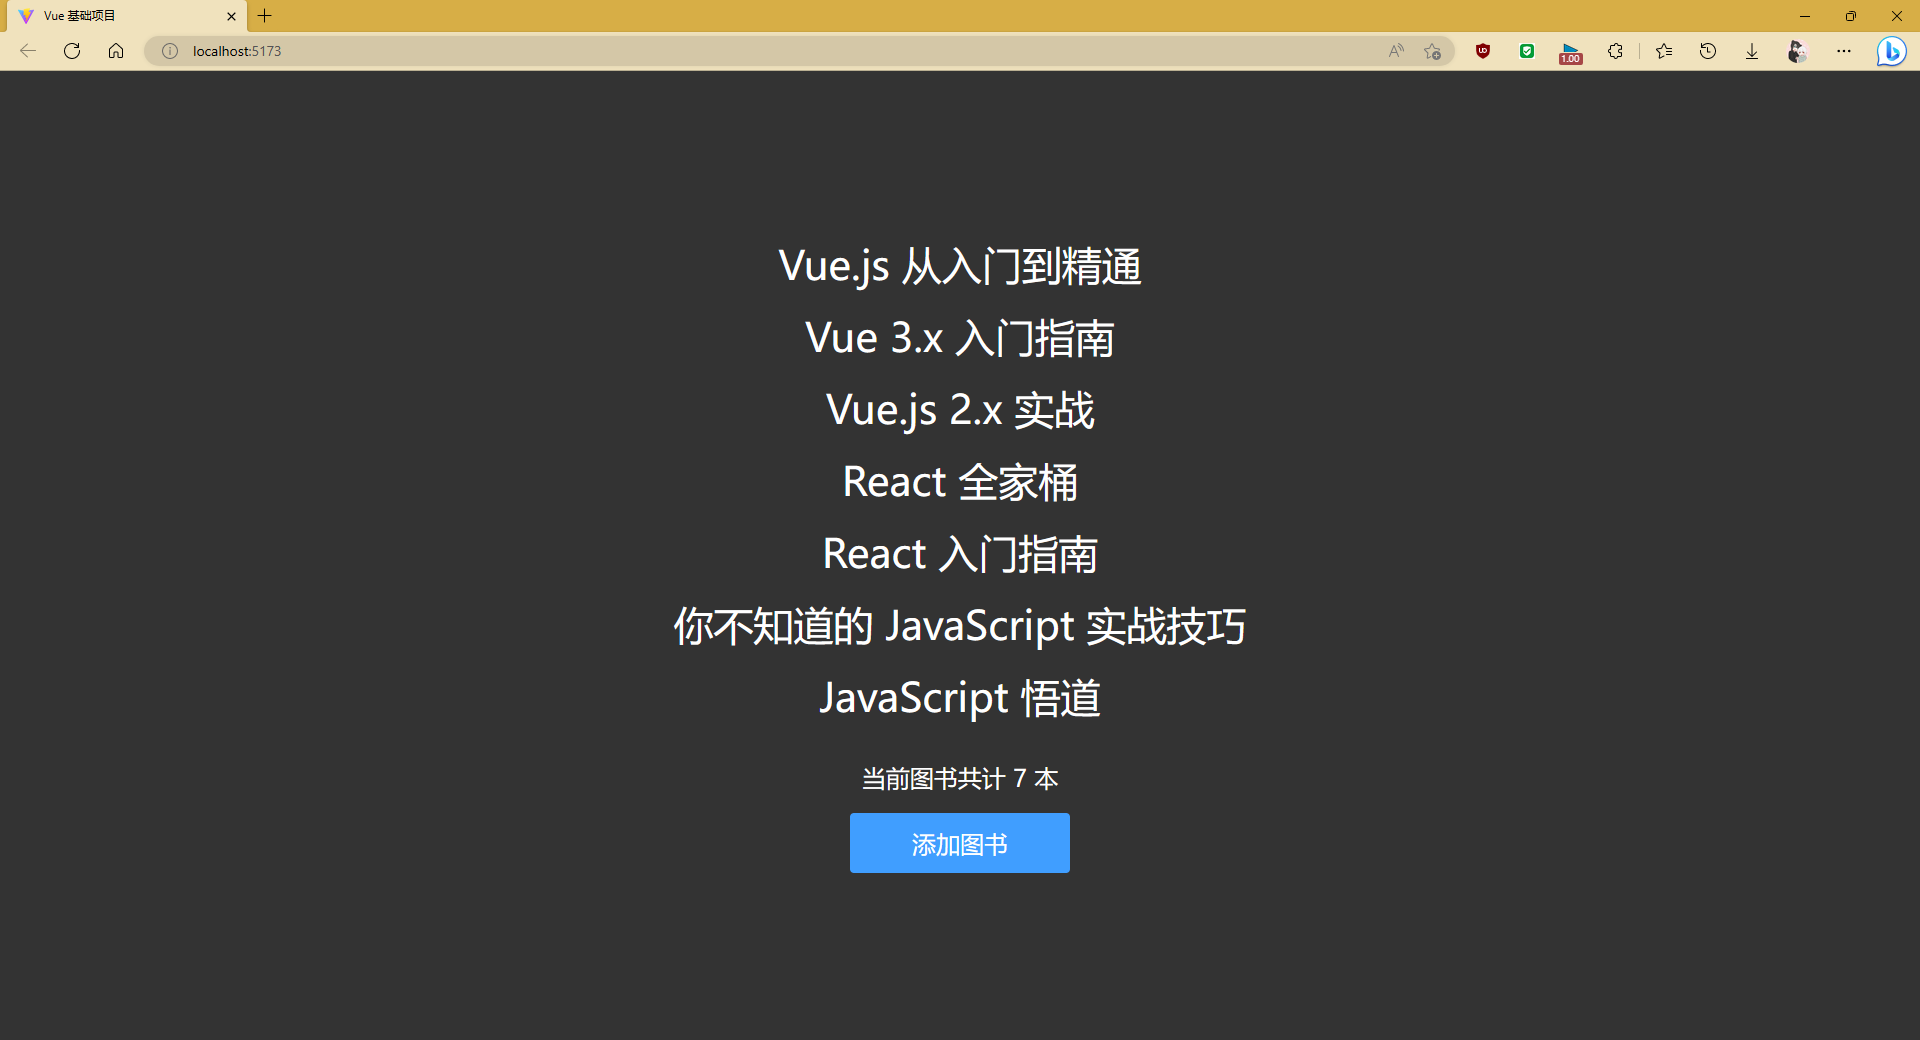 Vue 基础项目
localhost:5173
1.00
Vue.js 从入门到精通
Vue 3.x 入门指南
Vue.js 2.x 实战
React 全家桶
React 入门指南
你不知道的 JavaScript 实战技巧
JavaScript 悟道
当前图书共计 7 本
添加图书